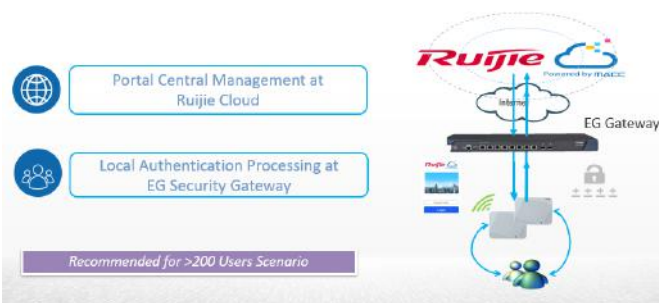 Portal Central Management at
Ruijie Cloud
Local Authentication Processing at
EG Security Gateway
Recommended for >200 Users Scenario
Ruijie
Powered by MACC
Internet
EG Gateway
Ruijie